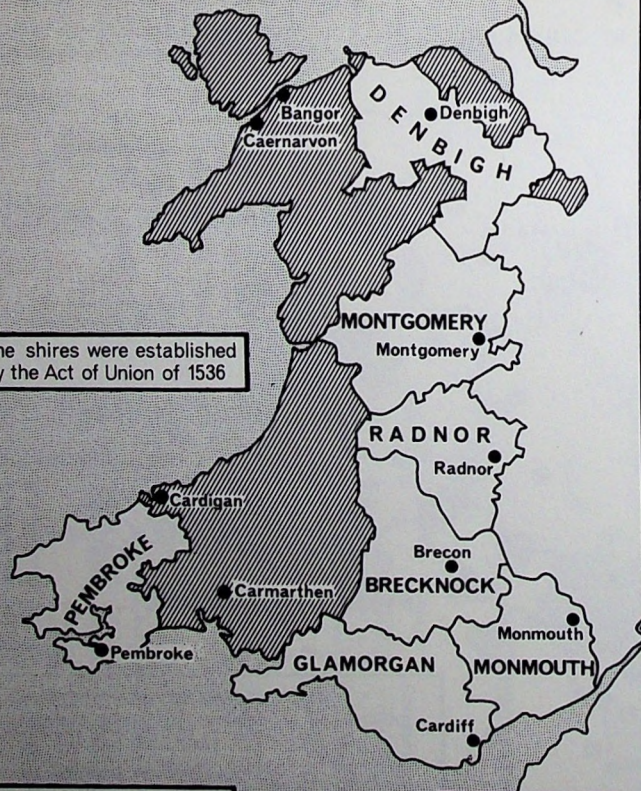 Bangor
Caernarvon
DENBIGH
Denbigh
MONTGOMERY
Montgomery
shires were established
the Act of Union of 1536
RADNOR
Radnor
Cardigan
PEMBROKE
Brecon
BRECKNOCK
Carmarthen
Monmouth
Pembroke
GLAMORGAN
MONMOUTH
Cardiff